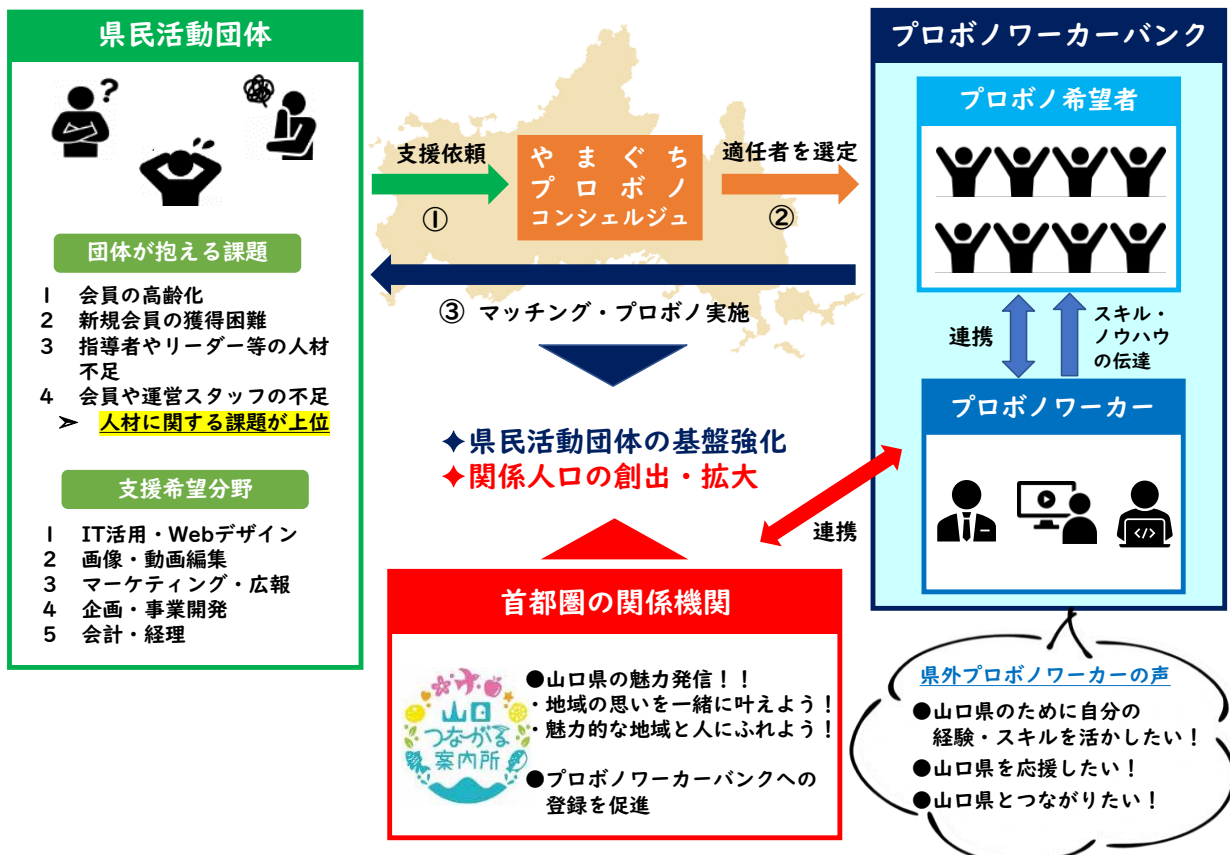 県民活動団体
?
団体が抱える課題
1 会員の高齢化
2 新規会員の獲得困難
3 指導者やリーダー等の人材
不足
4 会員や運営スタッフの不足
➢ 人材に関する課題が上位
支援希望分野
1 IT活用・Webデザイン
2 画像・動画編集
3 マーケティング・広報
4 企画・事業開発
5 会計・経理
支援依頼
①
やまぐち
プロボノ
コンシェルジュ
適任者を選定
②
③ マッチング・プロボノ実施
✦県民活動団体の基盤強化
✦関係人口の創出・拡大
連携
首都圏の関係機関
山口
つながる
案内所
●山口県の魅力発信！！
・地域の思いを一緒に叶えよう！
・魅力的な地域と人にふれよう！
●プロボノワーカーバンクへの
登録を促進
プロボノワーカーバンク
プロボノ希望者
連携
スキル・
ノウハウ
の伝達
プロボノワーカー
</>
県外プロボノワーカーの声
●山口県のために自分の
経験・スキルを活かしたい！
●山口県を応援したい！
●山口県とつながりたい！